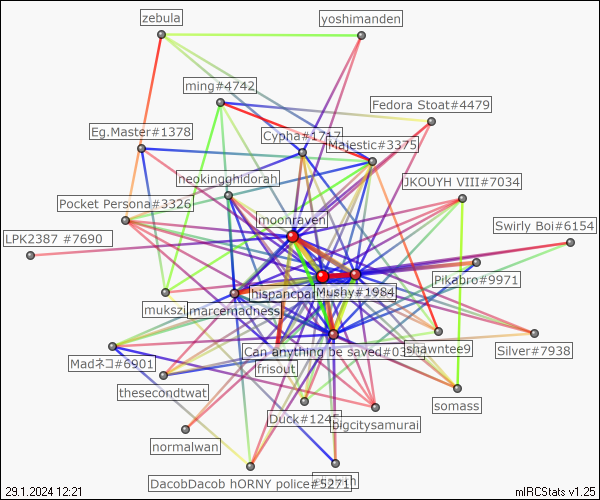 zebula
yoshimanden
ming#4742
Fedora Stoat#4479
Eg.Master#1378
Cypha#1717
Majestic#3375
neokingghidorah
JKOUYH VIII#7034
Pocket Persona#3326
moonraven
Swirly Boi#6154
LPK2387 #7690
Pikabro#9971
mukszi
hispancpa
Mushy#1984
marcemadness
Can anything be saved#03
shawntee9
Silver#7938
Madネコ#6901
frisout
thesecondtwat
somass
Duck#124
bigcitysamurai
normalwan
DacobDacob hORNY police#5271
29.1.2024 12:21
mIRCStats v1.25